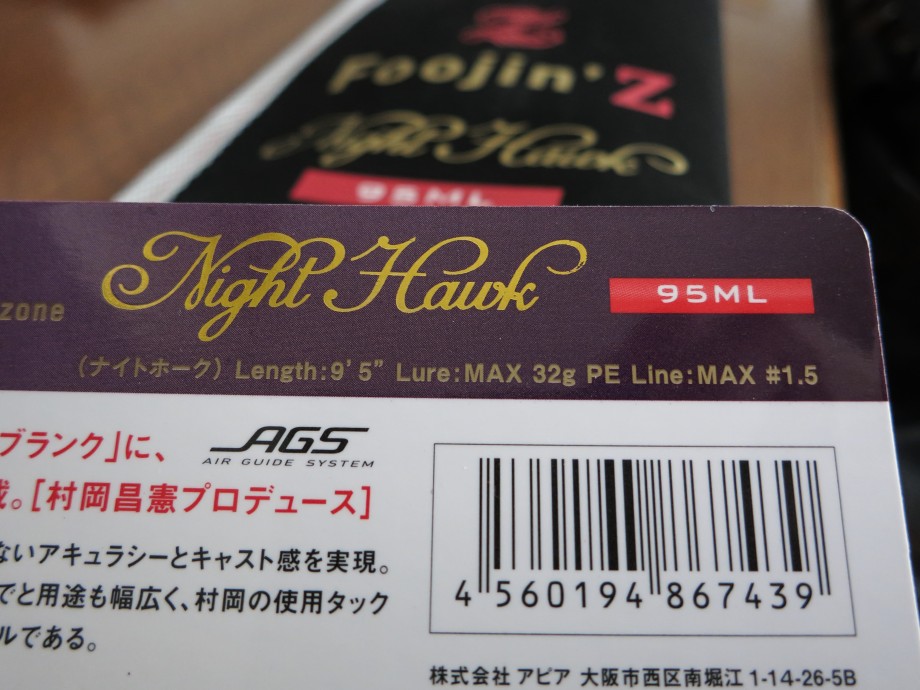 Foojin' Z
Night Hawk
95ML
zone
Night Hawk
95ML
(ナイトホーク) Length:9' 5" Lure:MAX 32g PE Line:MAX #1.5
ブランク」に、
AGS
AIR GUIDE SYSTEM
。[村岡昌憲プロデュース]
ないアキュラシーとキャスト感を実現。
でと用途も幅広く、村岡の使用タック
ルである。
4 560194 867439
株式会社 アピア 大阪市西区南堀江 1-14-26-5B